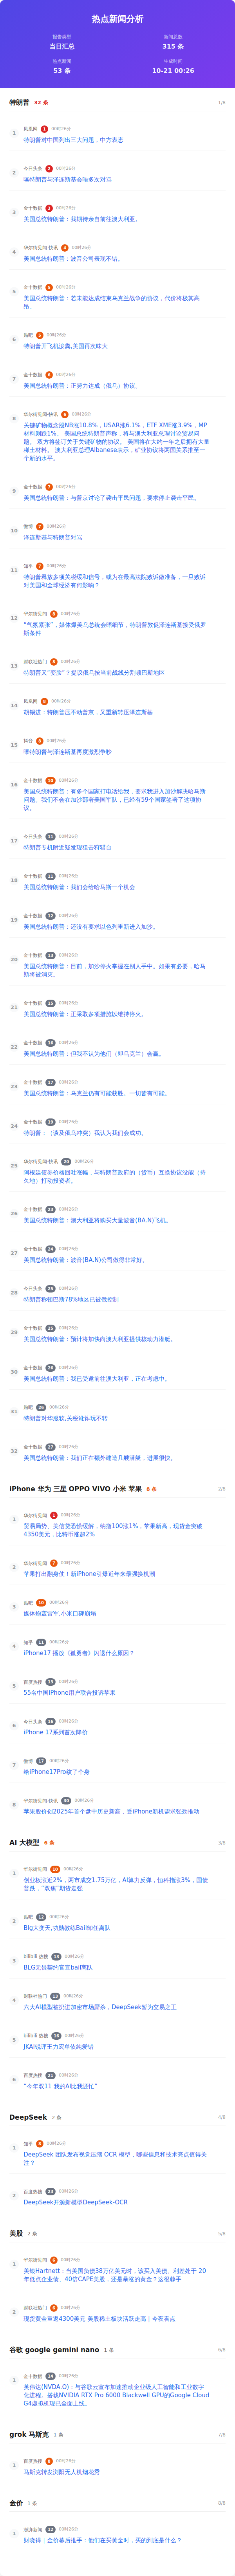 热点新闻分析
报告类型
新闻总数
当日汇总
315 条
热点新闻
生成时间
53 条
10-21 00:26
特朗普 32 条 1/8
1 凤凰网 1 00时26分
特朗普对中国列出三大问题，中方表态
2 今日头条 2 00时26分
曝特朗普与泽连斯基会晤多次对骂
3 金十数据 3 00时26分
美国总统特朗普：我期待亲自前往澳大利亚。
4 华尔街见闻-快讯 4 00时26分
美国总统特朗普：波音公司表现不错。
5 金十数据 5 00时26分
美国总统特朗普：若未能达成结束乌克兰战争的协议，代价将极其高
昂。
6 贴吧 5 00时26分
特朗普开飞机泼粪,美国再次味大
7 金十数据 6 00时26分
美国总统特朗普：正努力达成（俄乌）协议。
8 华尔街见闻-快讯 6 00时26分
关键矿物概念股NB涨10.8%，USAR涨6.1%，ETF XME涨3.9%，MP
材料则跌1%。 美国总统特朗普声称，将与澳大利亚总理讨论贸易问
题。 双方将签订关于关键矿物的协议。 美国将在大约一年之后拥有大量
稀土材料。 澳大利亚总理Albanese表示，矿业协议将两国关系推至一
个新的水平。
9 金十数据 7 00时26分
美国总统特朗普：与普京讨论了袭击平民问题，要求停止袭击平民。
10 微博 7 00时26分
泽连斯基与特朗普对骂
11 知乎 7 00时26分
特朗普释放多项关税缓和信号，或为在最高法院败诉做准备，一旦败诉
对美国和全球经济有何影响？
12 华尔街见闻 8 00时26分
“气氛紧张”，媒体爆美乌总统会晤细节，特朗普敦促泽连斯基接受俄罗
斯条件
13 财联社热门 8 00时26分
特朗普又“变脸”？提议俄乌按当前战线分割顿巴斯地区
14 凤凰网 9 00时26分
胡锡进：特朗普压不动普京，又重新转压泽连斯基
15 抖音 9 00时26分
曝特朗普与泽连斯基再度激烈争吵
16 金十数据 10 00时26分
美国总统特朗普：有多个国家打电话给我，要求我进入加沙解决哈马斯
问题。我们不会在加沙部署美国军队，已经有59个国家签署了这项协
议。
17 今日头条 11 00时26分
特朗普专机附近疑发现狙击狩猎台
18 金十数据 11 00时26分
美国总统特朗普：我们会给哈马斯一个机会
19 金十数据 12 00时26分
美国总统特朗普：还没有要求以色列重新进入加沙。
20 金十数据 13 00时26分
美国总统特朗普：目前，加沙停火掌握在别人手中。如果有必要，哈马
斯将被消灭。
21 金十数据 15 00时26分
美国总统特朗普：正采取多项措施以维持停火。
22 金十数据 16 00时26分
美国总统特朗普：但我不认为他们（即乌克兰）会赢。
23 金十数据 17 00时26分
美国总统特朗普：乌克兰仍有可能获胜。一切皆有可能。
24 金十数据 19 00时26分
特朗普：（谈及俄乌冲突）我认为我们会成功。
25 华尔街见闻-快讯 20 00时26分
阿根廷债券价格回吐涨幅，与特朗普政府的（货币）互换协议没能（持
久地）打动投资者。
26 金十数据 23 00时26分
美国总统特朗普：澳大利亚将购买大量波音(BA.N)飞机。
27 金十数据 24 00时26分
美国总统特朗普：波音(BA.N)公司做得非常好。
28 今日头条 25 00时26分
特朗普称顿巴斯78%地区已被俄控制
29 金十数据 25 00时26分
美国总统特朗普：预计将加快向澳大利亚提供核动力潜艇。
30 金十数据 26 00时26分
美国总统特朗普：我已受邀前往澳大利亚，正在考虑中。
31 贴吧 26 00时26分
特朗普对华服软,关税讹诈玩不转
32 金十数据 27 00时26分
美国总统特朗普：我们正在额外建造几艘潜艇，进展很快。
iPhone 华为 三星 OPPO VIVO 小米 苹果 8 条 2/8
1 华尔街见闻 1 00时26分
贸易局势、美信贷恐慌缓解，纳指100涨1%，苹果新高，现货金突破
4350美元，比特币涨超2%
2 华尔街见闻 7 00时26分
苹果打出翻身仗！新iPhone引爆近年来最强换机潮
3 贴吧 10 00时26分
媒体炮轰雷军,小米口碑崩塌
4 知乎 11 00时26分
iPhone17 播放《孤勇者》闪退什么原因？
5 百度热搜 13 00时26分
55名中国iPhone用户联合投诉苹果
6 今日头条 16 00时26分
iPhone 17系列首次降价
7 微博 17 00时26分
给iPhone17Pro纹了个身
8 华尔街见闻-快讯 30 00时26分
苹果股价创2025年首个盘中历史新高，受iPhone新机需求强劲推动
AI 大模型 6 条 3/8
1 华尔街见闻 10 00时26分
创业板涨近2%，两市成交1.75万亿，AI算力反弹，恒科指涨3%，国债
普跌，“双焦”期货走强
2 贴吧 12 00时26分
Blg大变天,功勋教练Bail卸任离队
3 bilibili 热搜 13 00时26分
BLG无畏契约官宣bail离队
4 财联社热门 15 00时26分
六大AI模型被扔进加密市场厮杀，DeepSeek暂为交易之王
5 bilibili 热搜 16 00时26分
JKAI锐评王力宏单依纯爱错
6 百度热搜 21 00时26分
“今年双11 我的AI比我还忙”
DeepSeek 2 条 4/8
1 知乎 9 00时26分
DeepSeek 团队发布视觉压缩 OCR 模型，哪些信息和技术亮点值得关
注？
2 百度热搜 23 00时26分
DeepSeek开源新模型DeepSeek-OCR
美股 2 条 5/8
1 华尔街见闻 6 00时26分
美银Hartnett：当美国负债38万亿美元时，该买入美债、利差处于 20
年低点企业债、40倍CAPE美股，还是暴涨的黄金？这很棘手
2 财联社热门 6 00时26分
现货黄金重返4300美元 美股稀土板块活跃走高 | 今夜看点
谷歌 google gemini nano 1 条 6/8
1 金十数据 14 00时26分
英伟达(NVDA.O)：与谷歌云宣布加速推动企业级人工智能和工业数字
化进程。搭载NVIDIA RTX Pro 6000 Blackwell GPU的Google Cloud
G4虚拟机现已全面上线。
grok 马斯克 1 条 7/8
1 百度热搜 9 00时26分
马斯克转发浏阳无人机烟花秀
金价 1 条 8/8
1 澎湃新闻 12 00时26分
财晓得｜金价幕后推手：他们在买黄金时，买的到底是什么？